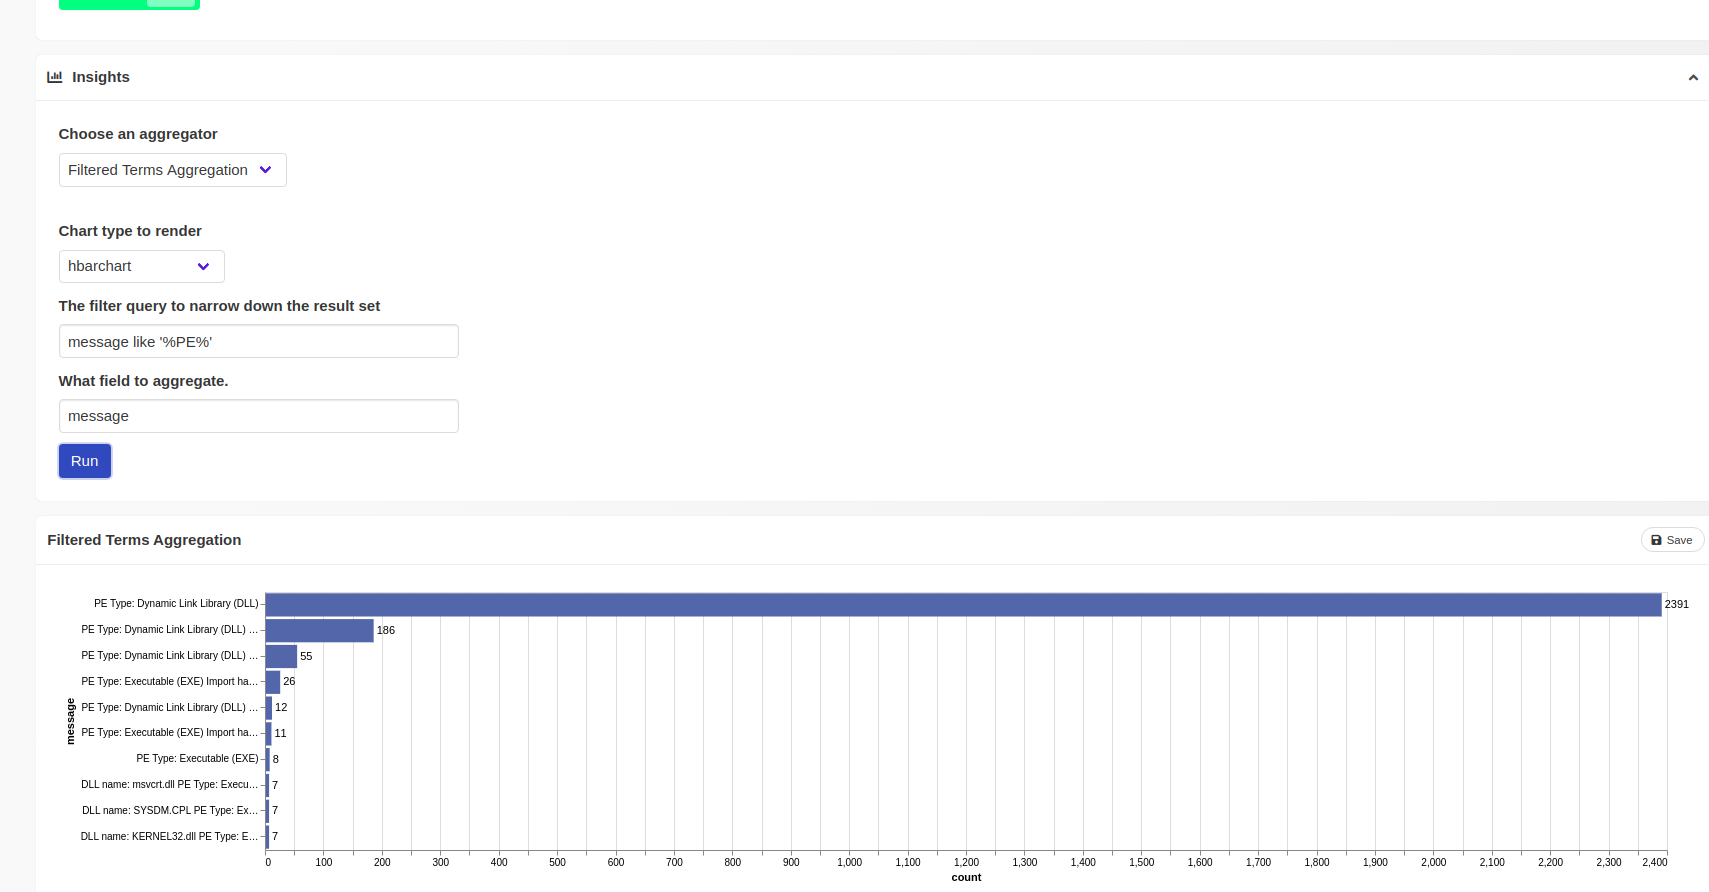 Insights
Choose an aggregator
Filtered Terms Aggregation
Chart type to render
hbarchart
The filter query to narrow down the result set
message like '%PE%'
What field to aggregate.
message
Run
Filtered Terms Aggregation
Save
PE Type: Dynamic Link Library (DLL) 2391
PE Type: Dynamic Link Library (DLL) … 186
PE Type: Dynamic Link Library (DLL) … 55
PE Type: Executable (EXE) Import ha… 26
PE Type: Dynamic Link Library (DLL) … 12
PE Type: Executable (EXE) Import ha… 11
PE Type: Executable (EXE) 8
DLL name: msvcrt.dll PE Type: Execu… 7
DLL name: SYSDM.CPL PE Type: Ex… 7
DLL name: KERNEL32.dll PE Type: E… 7
message
0 100 200 300 400 500 600 700 800 900 1,000 1,100 1,200 1,300 1,400 1,500 1,600 1,700 1,800 1,900 2,000 2,100 2,200 2,300 2,400
count